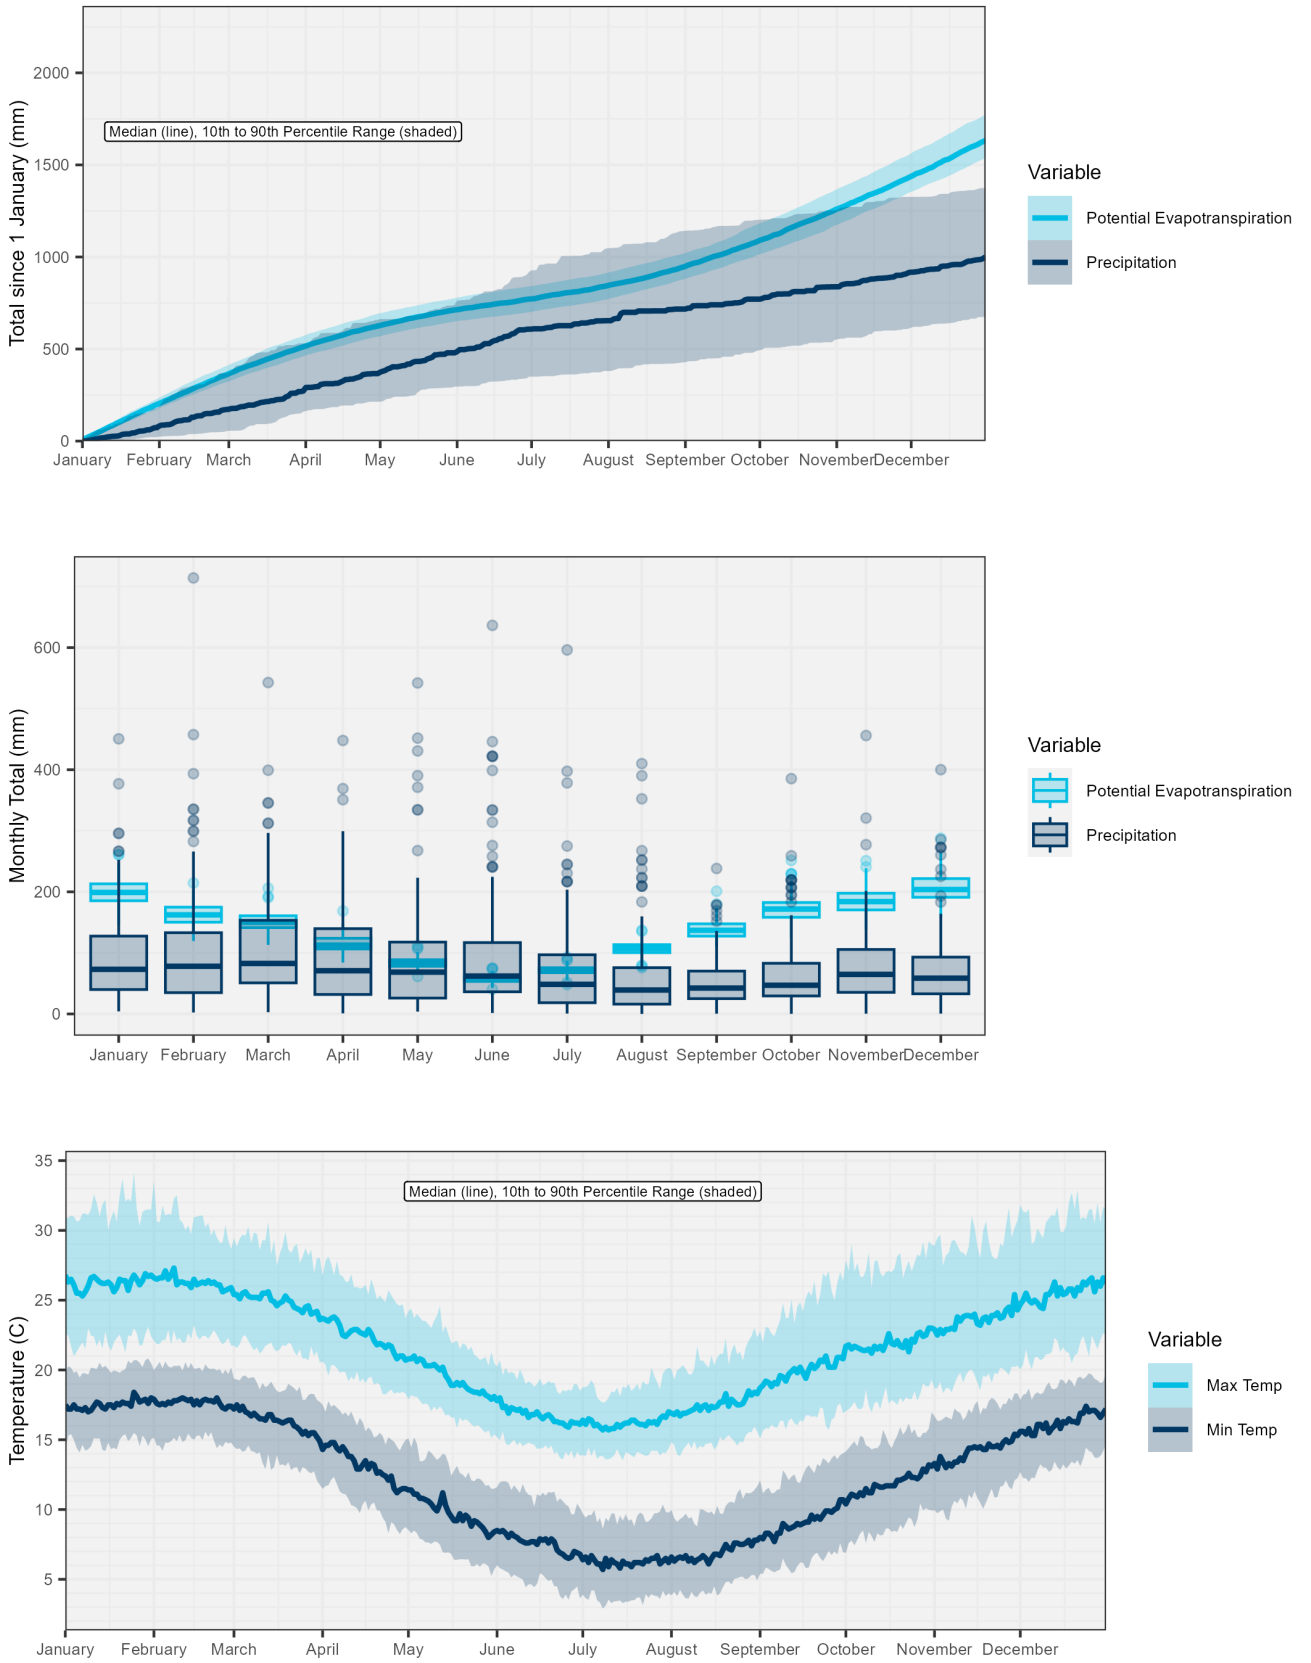 Total since 1 January (mm)
2000
1500
1000
500
0
Median (line), 10th to 90th Percentile Range (shaded)
January February March April May June July August September October November December
Variable
Potential Evapotranspiration
Precipitation
Monthly Total (mm)
600
400
200
0
January February March April May June July August September October November December
Variable
Potential Evapotranspiration
Precipitation
Temperature (C)
35
30
25
20
15
10
5
Median (line), 10th to 90th Percentile Range (shaded)
January February March April May June July August September October November December
Variable
Max Temp
Min Temp